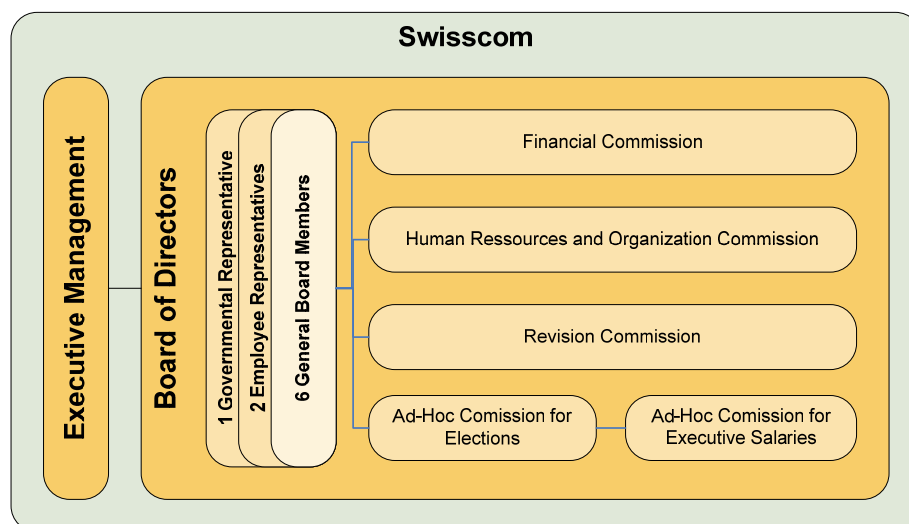 Swisscom
Executive Management
Board of Directors
1 Governmental Representative
2 Employee Representatives
6 General Board Members
Financial Commission
Human Ressources and Organization Commission
Revision Commission
Ad-Hoc Comission for
Elections
Ad-Hoc Comission for
Executive Salaries